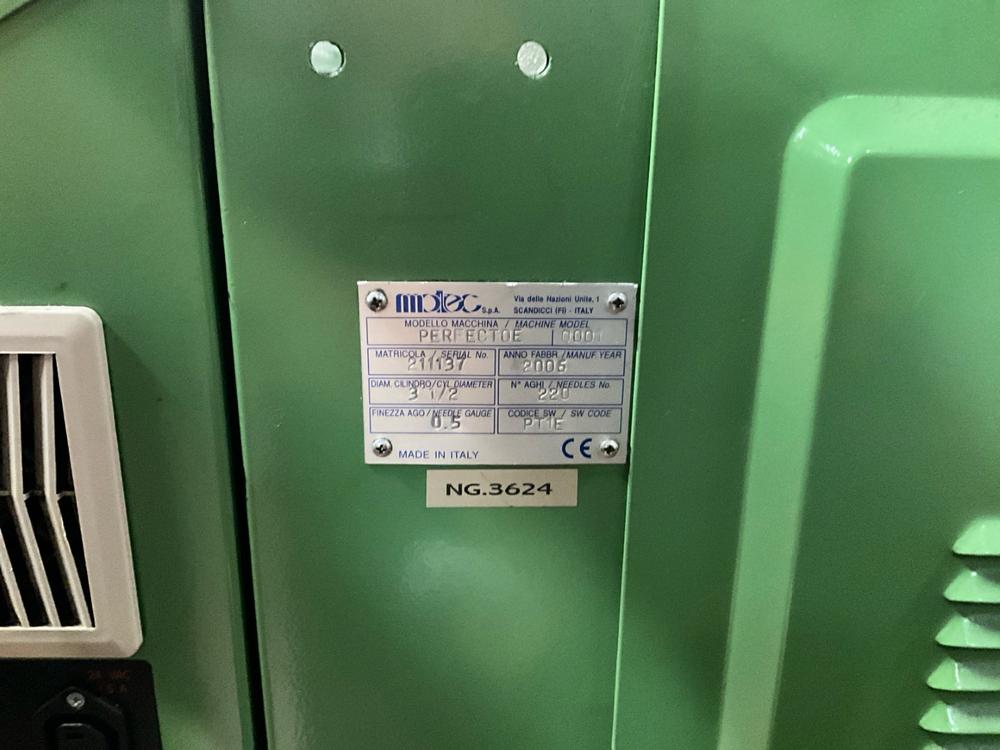 matec S.p.A.
Via delle Nazioni Unite, 1
SCANDICCI (FI) - ITALY
MODELLO MACCHINA / MACHINE MODEL
PERFECTOE 0001
MATRICOLA / SERIAL No. ANNO FABBR./MANUF.YEAR
211137 2006
DIAM. CILINDRO/CYL.DIAMETER N° AGHI / NEEDLES No.
3 1/2 220
FINEZZA AGO / NEEDLE GAUGE CODICE SW / SW CODE
0.5 PT1E
MADE IN ITALY CE
NG.3624